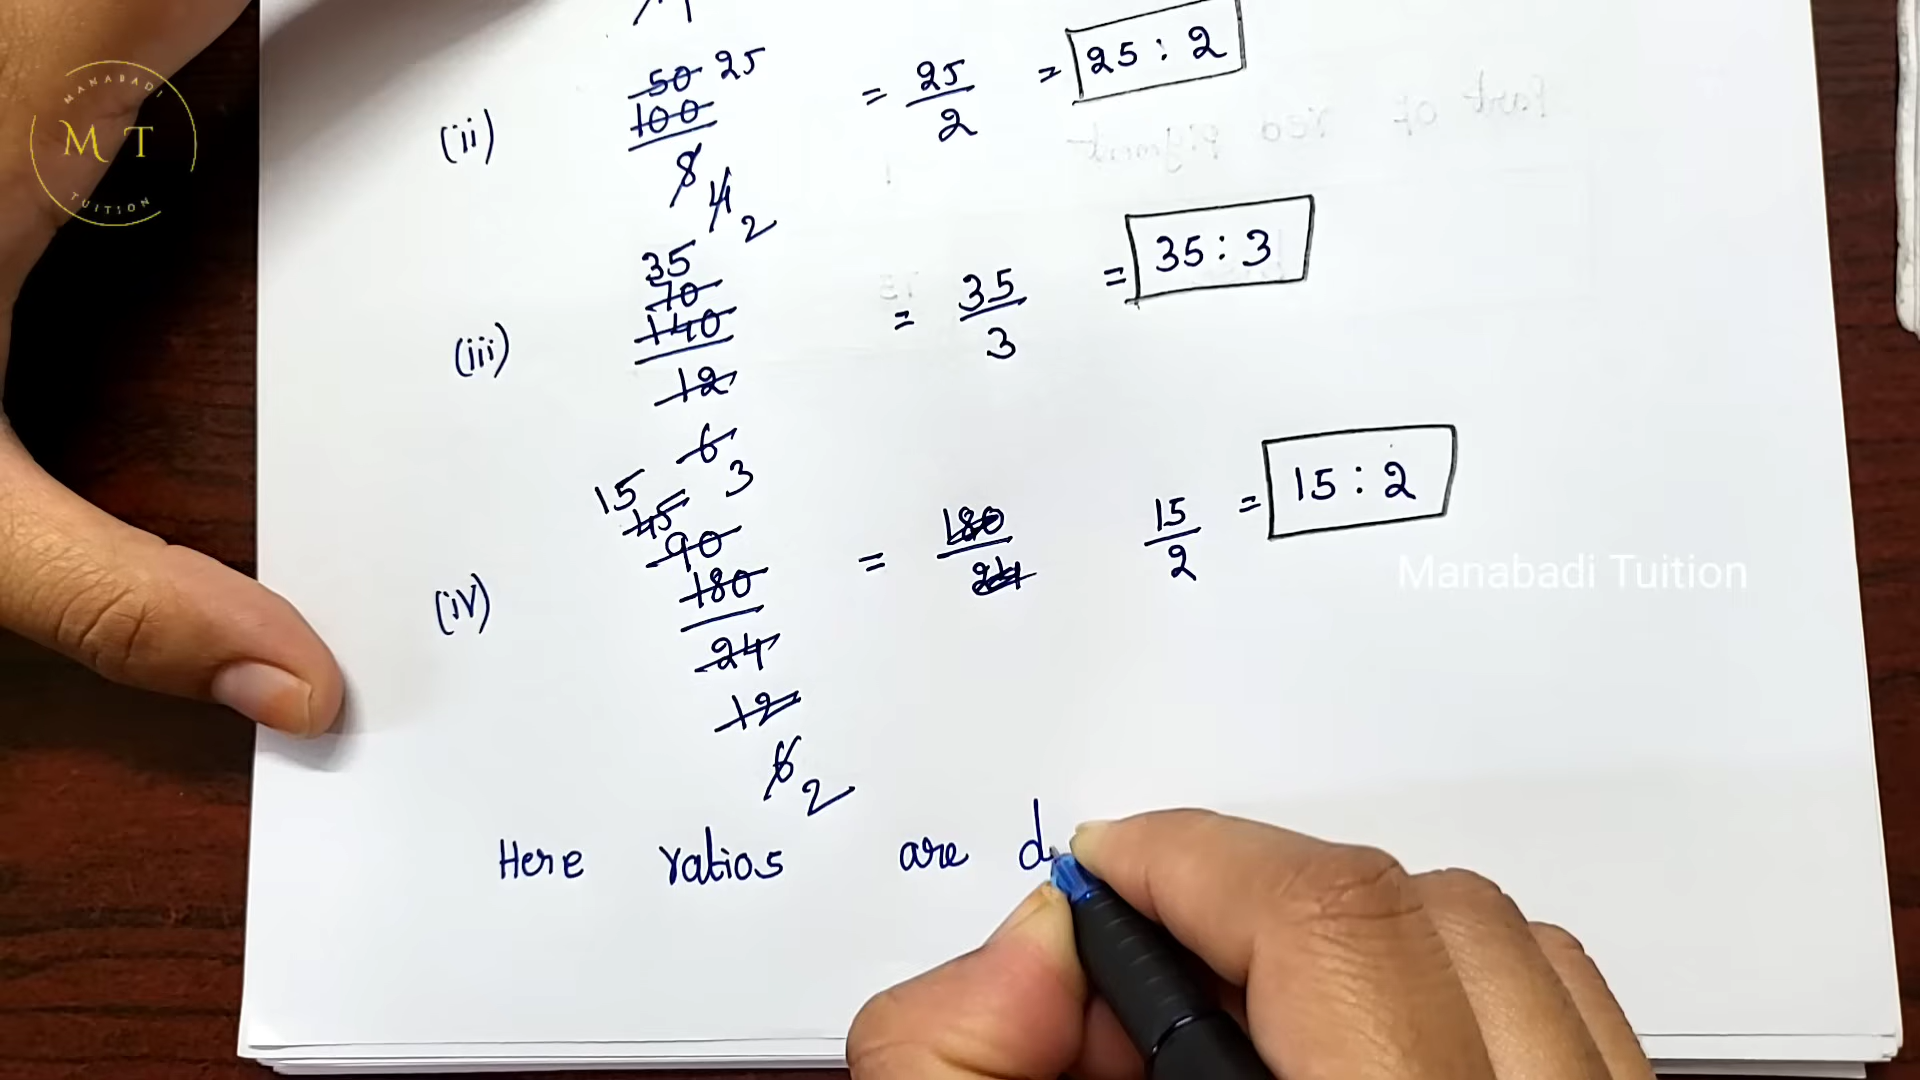 MANABADI
M T
TUITION
50 25
100
(ii) = 25/2 = 25 : 2
8
4
2
35
70
140
(iii) = 35/3 = 35 : 3
12
6
3
15
45
90
180
(iv) = 180/24 15/2 = 15 : 2
24
12
6
2
Manabadi Tuition
Here ratios are d